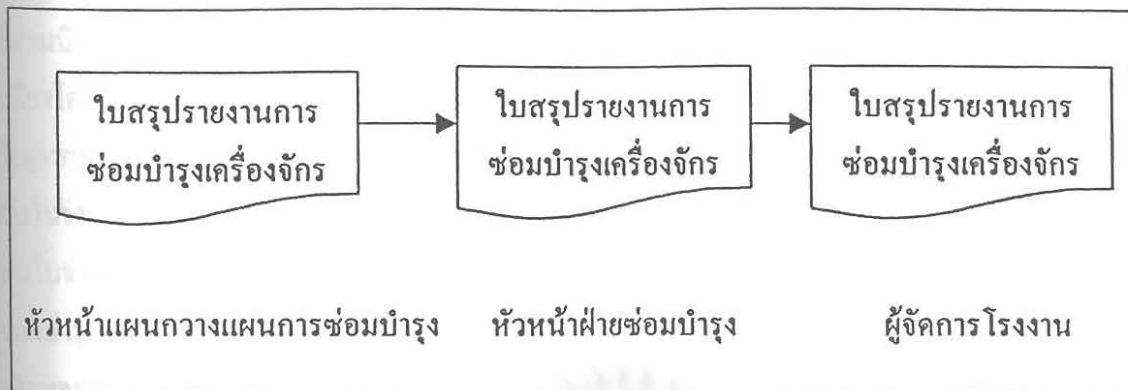 ใบสรุปรายงานการ
ซ่อมบำรุงเครื่องจักร
ใบสรุปรายงานการ
ซ่อมบำรุงเครื่องจักร
ใบสรุปรายงานการ
ซ่อมบำรุงเครื่องจักร
หัวหน้าแผนกวางแผนการซ่อมบำรุง
หัวหน้าฝ่ายซ่อมบำรุง
ผู้จัดการโรงงาน